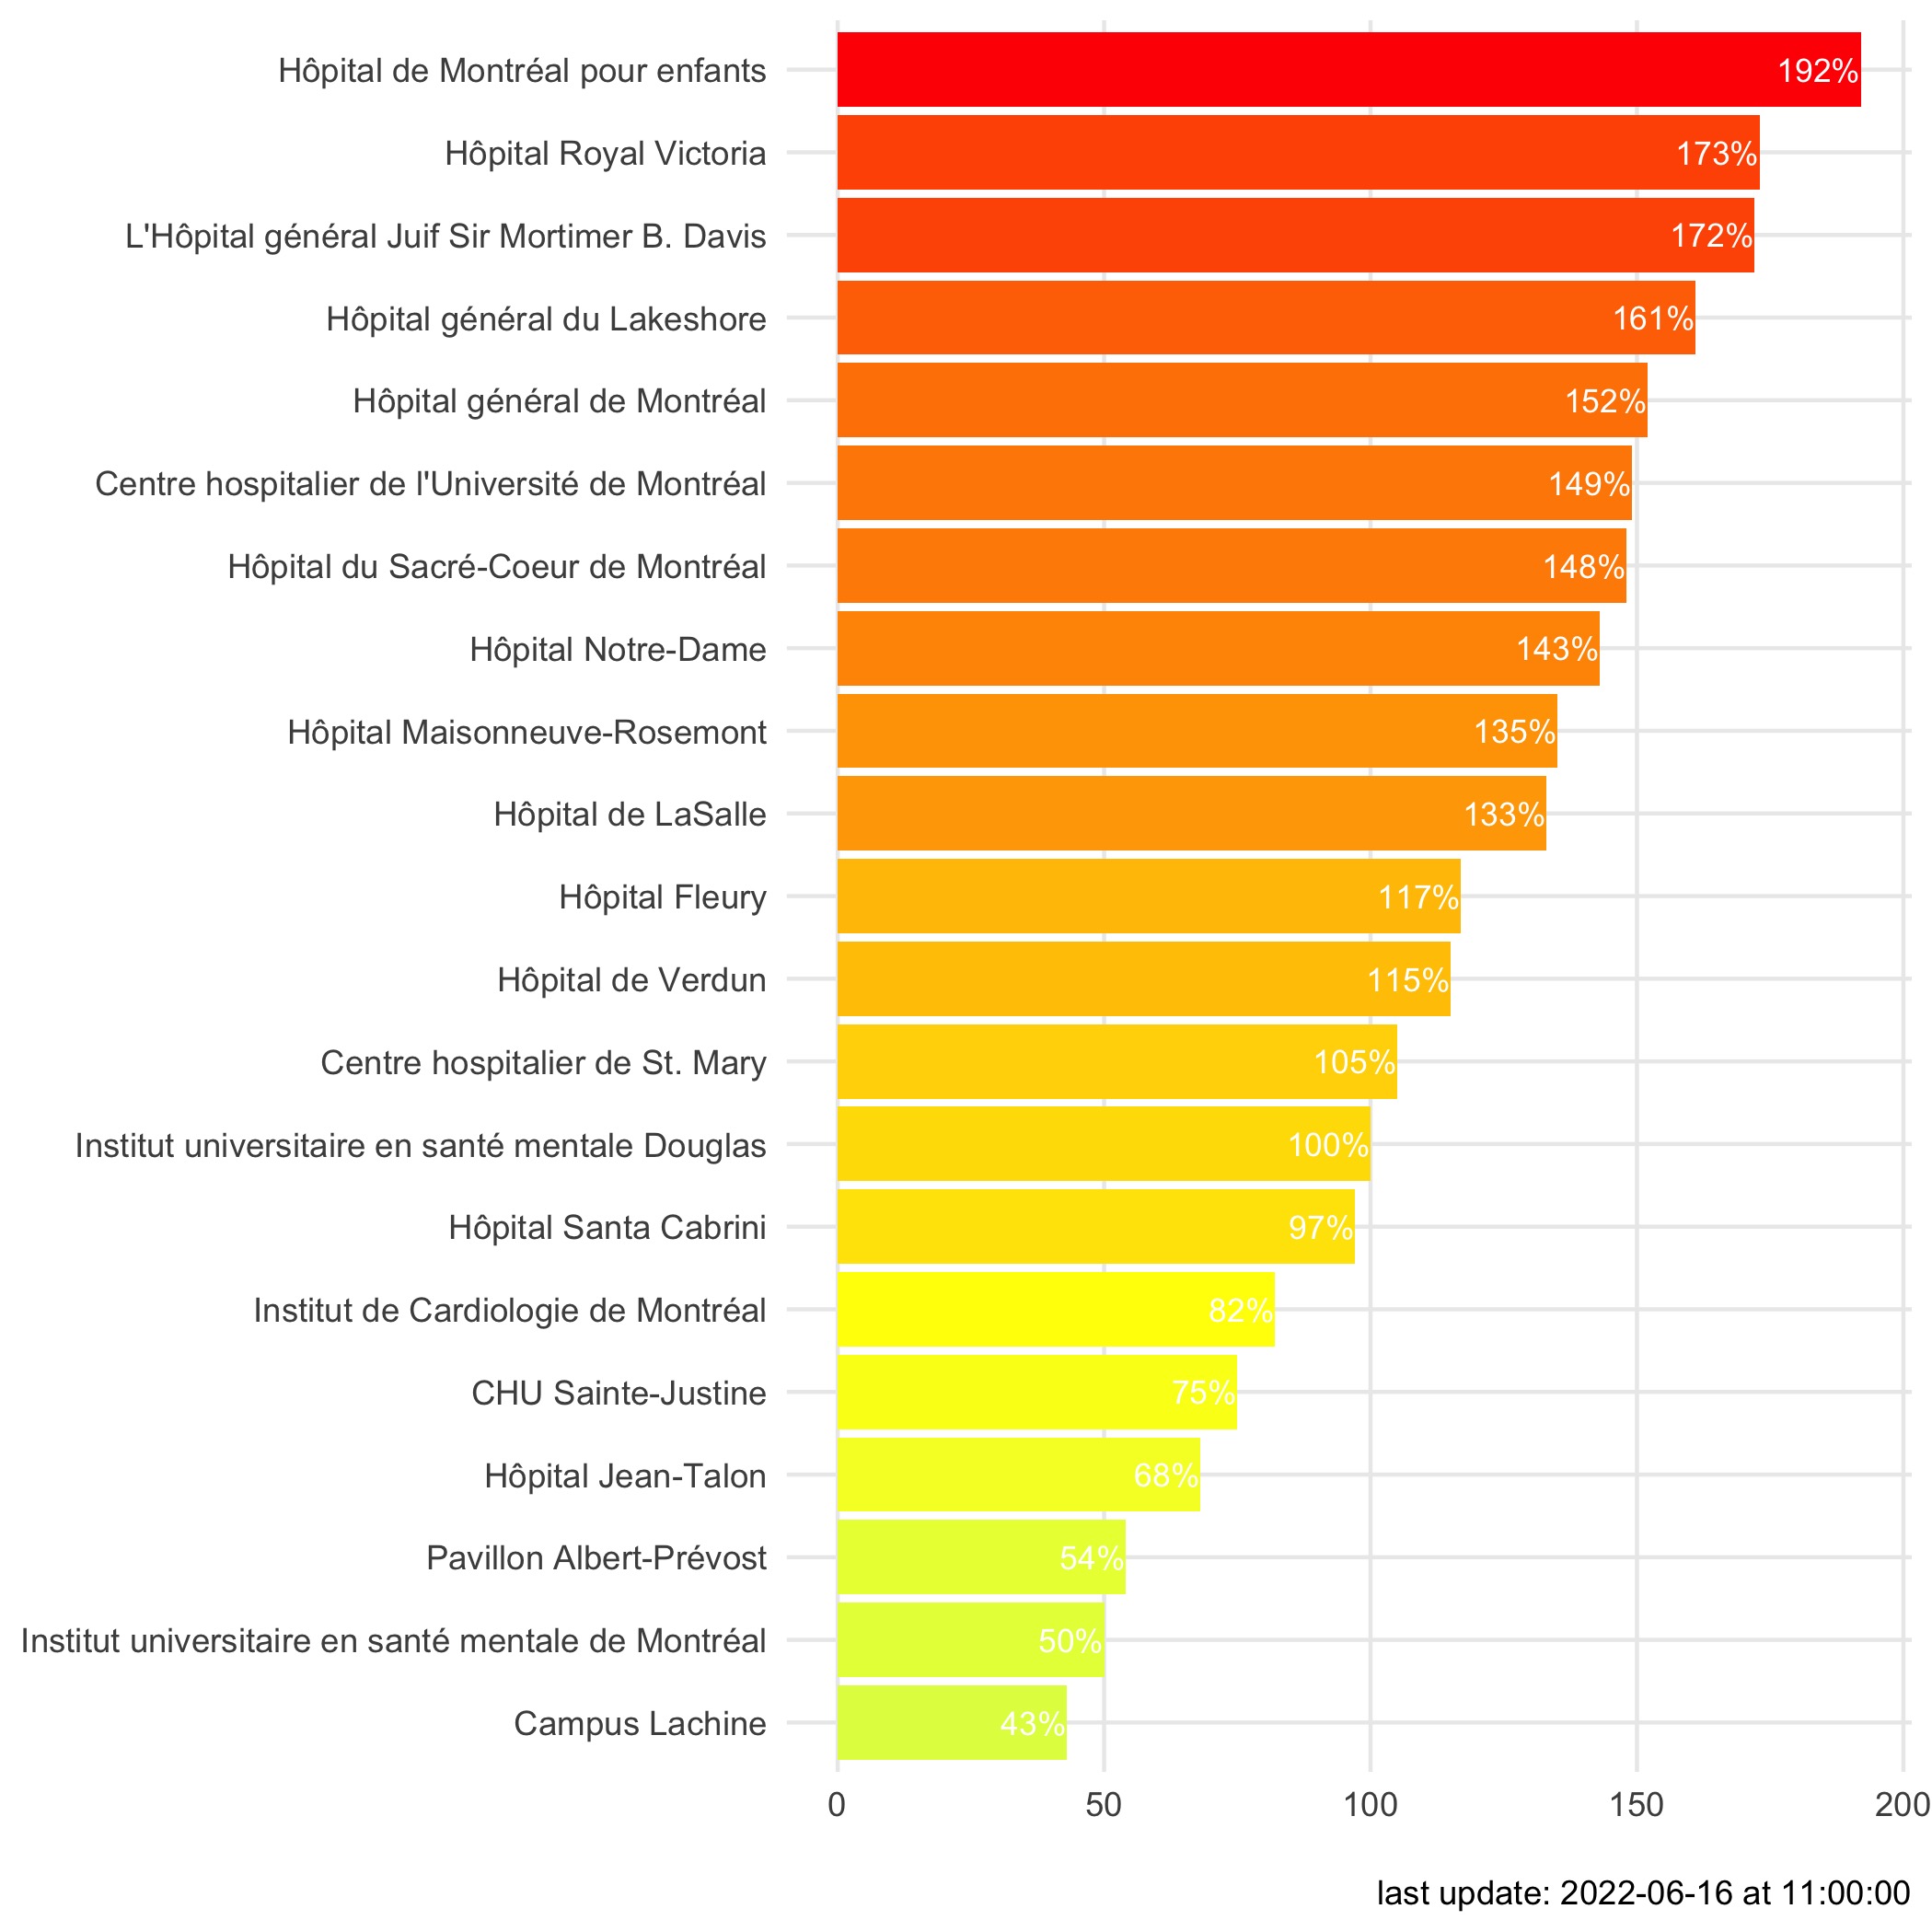 Hôpital de Montréal pour enfants 192%
Hôpital Royal Victoria 173%
L'Hôpital général Juif Sir Mortimer B. Davis 172%
Hôpital général du Lakeshore 161%
Hôpital général de Montréal 152%
Centre hospitalier de l'Université de Montréal 149%
Hôpital du Sacré-Coeur de Montréal 148%
Hôpital Notre-Dame 143%
Hôpital Maisonneuve-Rosemont 135%
Hôpital de LaSalle 133%
Hôpital Fleury 117%
Hôpital de Verdun 115%
Centre hospitalier de St. Mary 105%
Institut universitaire en santé mentale Douglas 100%
Hôpital Santa Cabrini 97%
Institut de Cardiologie de Montréal 82%
CHU Sainte-Justine 75%
Hôpital Jean-Talon 68%
Pavillon Albert-Prévost 54%
Institut universitaire en santé mentale de Montréal 50%
Campus Lachine 43%
0 50 100 150 200
last update: 2022-06-16 at 11:00:00